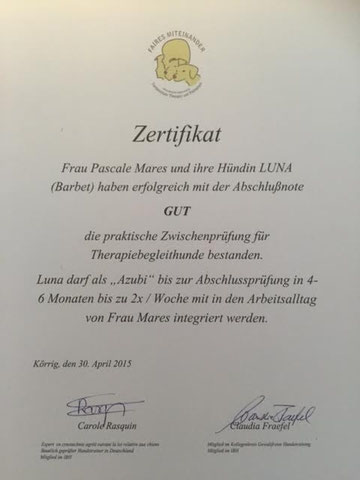 FAIRES MITEINANDER
Zertifikat
Frau Pascale Mares und ihre Hündin LUNA
(Barbet) haben erfolgreich mit der Abschlußnote
GUT
die praktische Zwischenprüfung für
Therapiebegleithunde bestanden.
Luna darf als „Azubi“ bis zur Abschlussprüfung in 4-
6 Monaten bis zu 2x / Woche mit in den Arbeitsalltag
von Frau Mares integriert werden.
Körrig, den 30. April 2015
Carole Rasquin
Claudia Fraefel